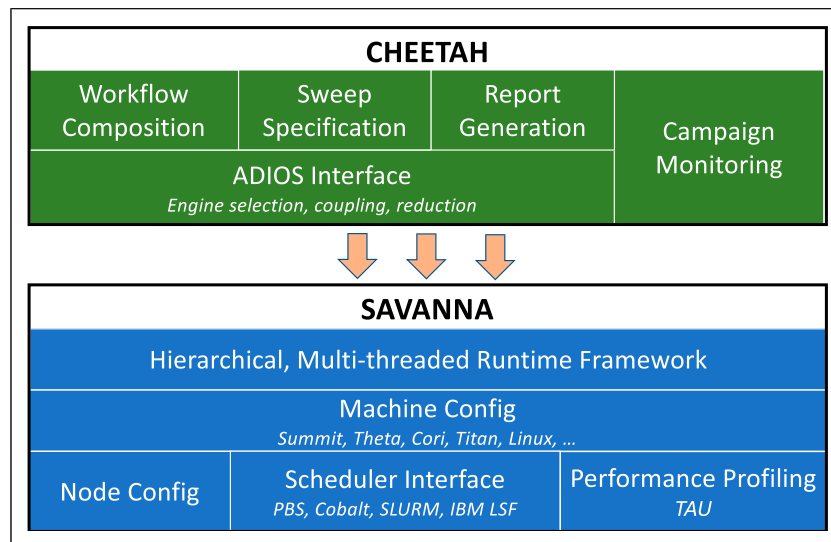 CHEETAH
Workflow
Composition
Sweep
Specification
Report
Generation
Campaign
Monitoring
ADIOS Interface
Engine selection, coupling, reduction
SAVANNA
Hierarchical, Multi-threaded Runtime Framework
Machine Config
Summit, Theta, Cori, Titan, Linux, ...
Node Config
Scheduler Interface
PBS, Cobalt, SLURM, IBM LSF
Performance Profiling
TAU